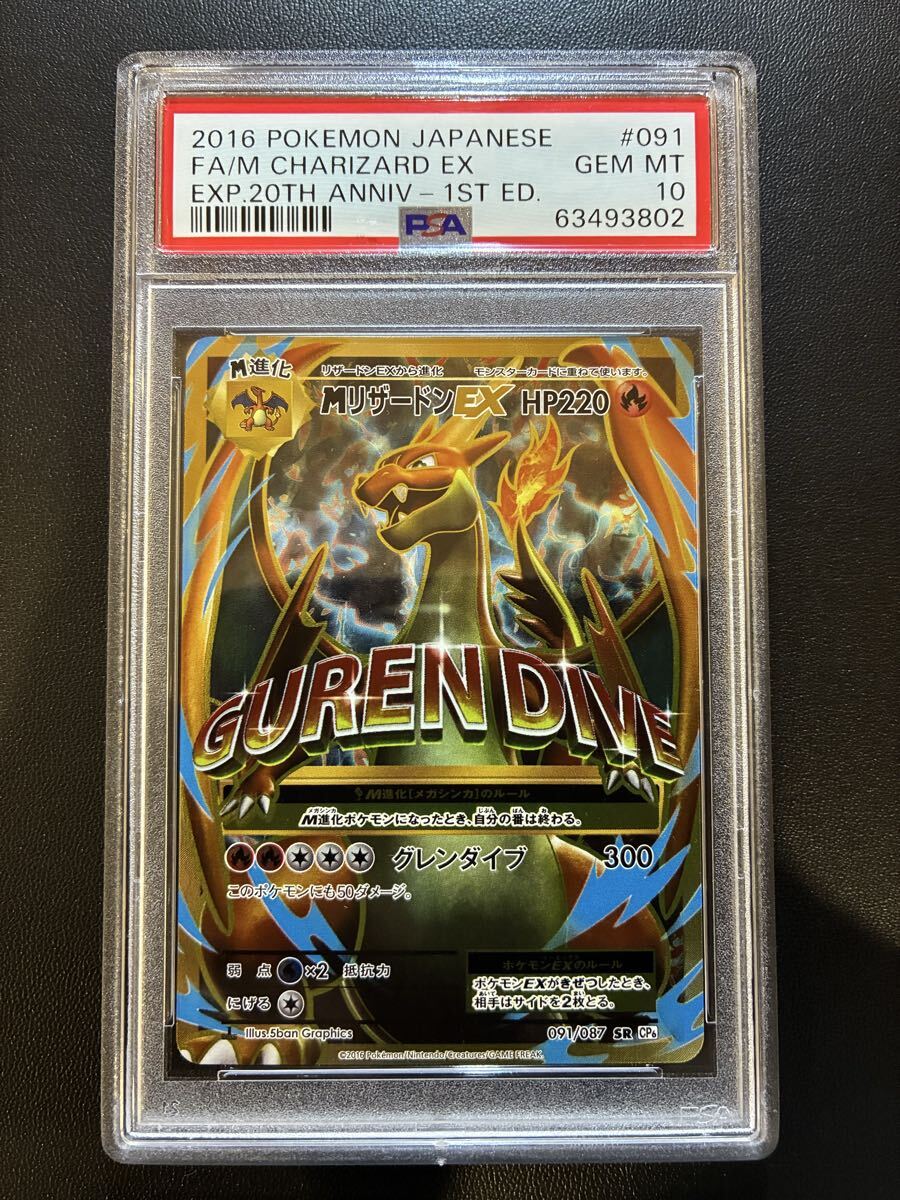 2016 POKEMON JAPANESE #091
FA/M CHARIZARD EX GEM MT
EXP.20TH ANNIV - 1ST ED. 10
PSA 63493802
M進化 リザードンEXから進化 モンスターカードに重ねて使います。
MリザードンEX HP220
GUREN DIVE
M進化[メガシンカ]のルール
M進化ポケモンになったとき、自分の番は終わる。
グレンダイブ 300
このポケモンにも50ダメージ。
弱点 ×2 抵抗力
にげる
ポケモンEXのルール
ポケモンEXがきぜつしたとき、
相手はサイドを2枚とる。
Illus.5ban Graphics 091/087 SR CP6
©2016 Pokémon/Nintendo/Creatures/GAME FREAK.